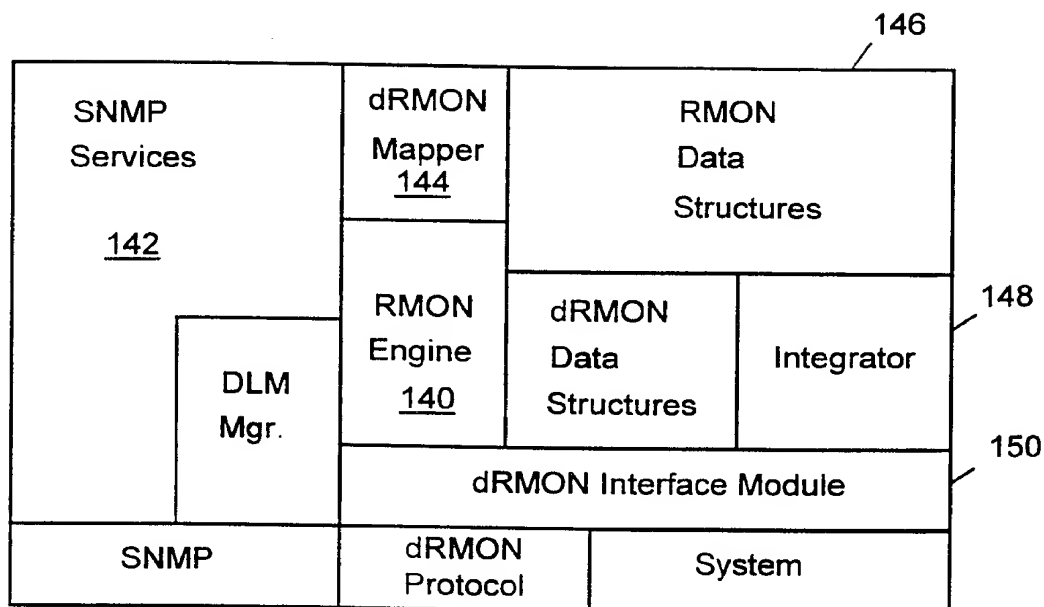 146
SNMP
Services
142
dRMON
Mapper
144
RMON
Data
Structures
148
DLM
Mgr.
RMON
Engine
140
dRMON
Data
Structures
Integrator
150
dRMON Interface Module
SNMP
dRMON
Protocol
System